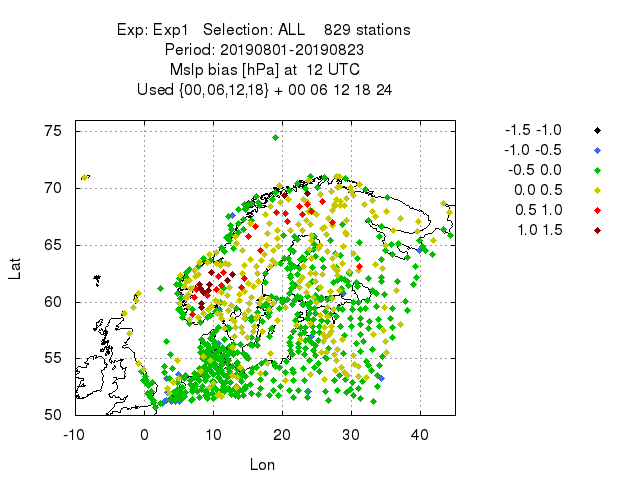 Exp: Exp1 Selection: ALL 829 stations
Period: 20190801-20190823
Mslp bias [hPa] at 12 UTC
Used {00,06,12,18} + 00 06 12 18 24
75
70
65
60
55
50
Lat
-10 0 10 20 30 40
Lon
-1.5 -1.0
-1.0 -0.5
-0.5 0.0
0.0 0.5
0.5 1.0
1.0 1.5